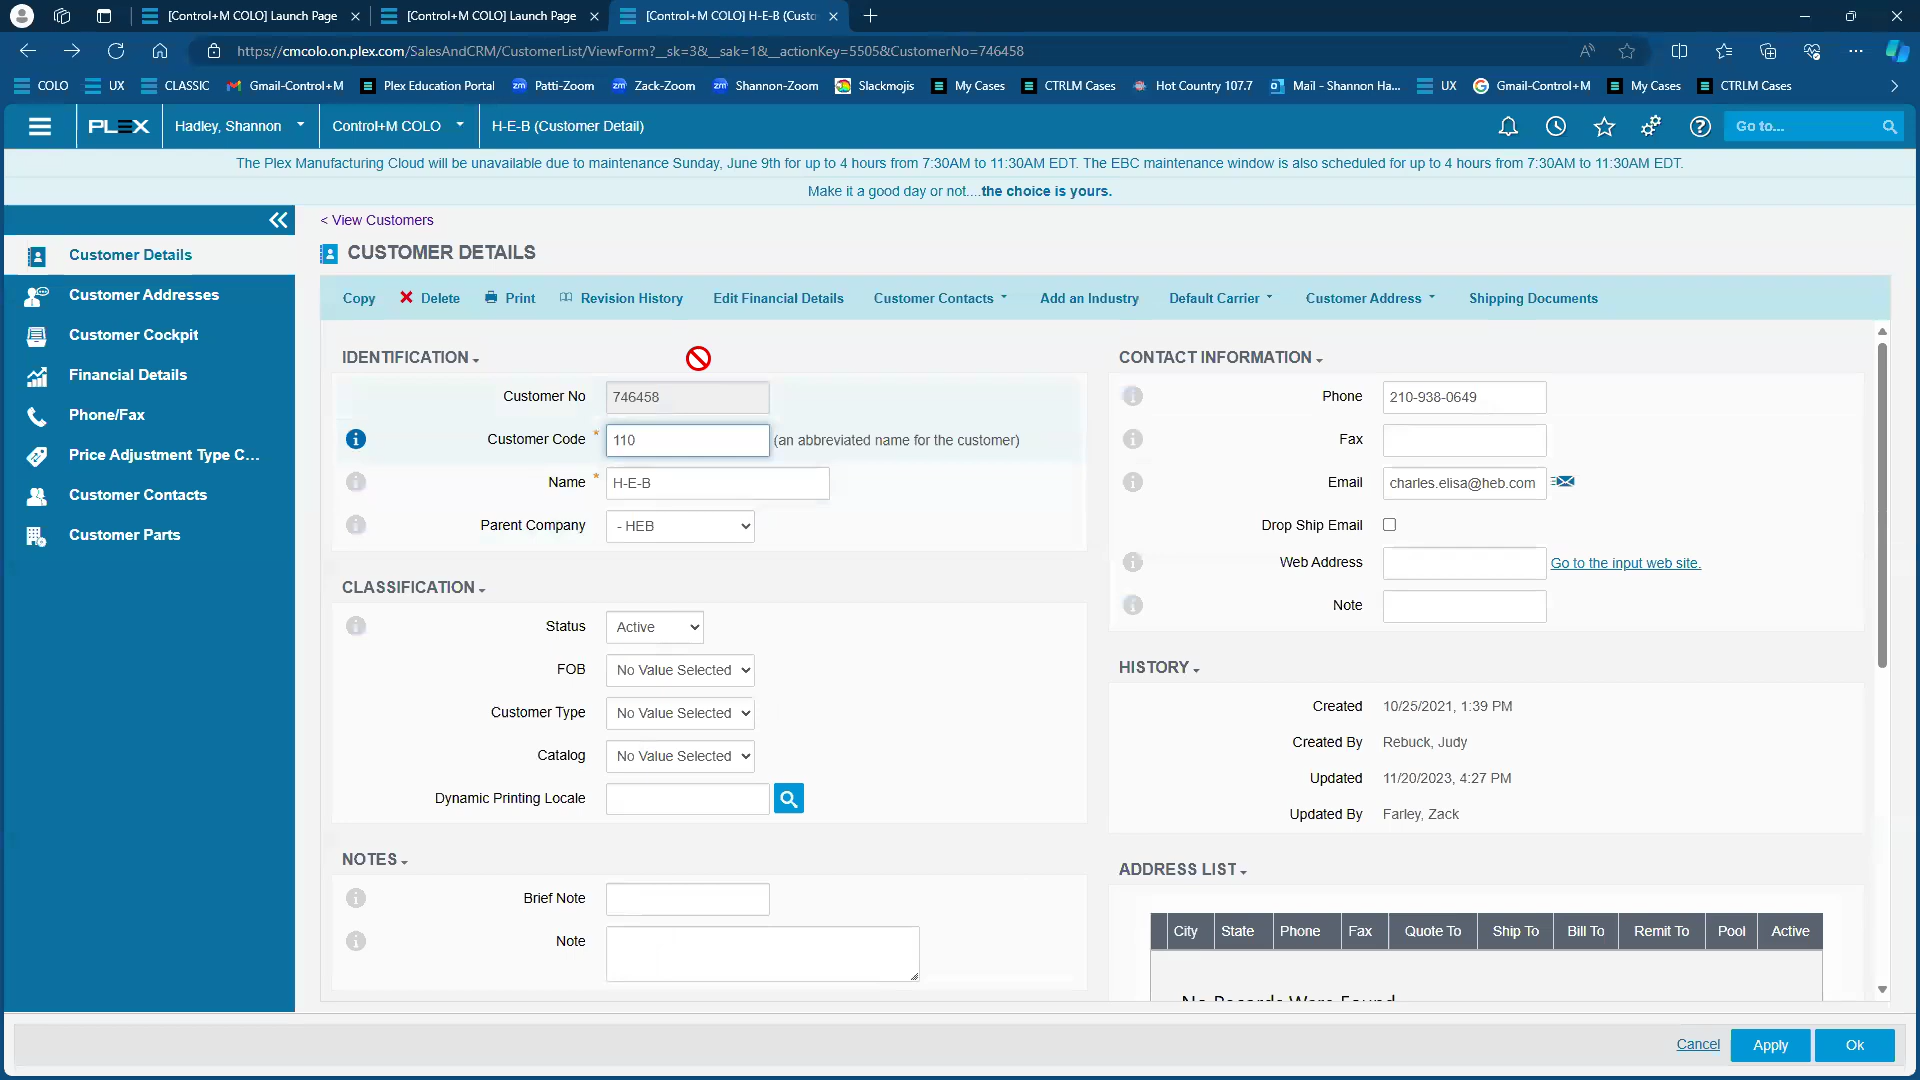 [Control+M COLO] Launch Page
[Control+M COLO] Launch Page
[Control+M COLO] H-E-B (Custo
https://cmcolo.on.plex.com/SalesAndCRM/CustomerList/ViewForm?__sk=3&__sak=1&__actionKey=5505&CustomerNo=746458
COLO UX CLASSIC Gmail-Control+M Plex Education Portal Patti-Zoom Zack-Zoom Shannon-Zoom Slackmojis My Cases CTRLM Cases Hot Country 107.7 Mail - Shannon Ha... UX Gmail-Control+M My Cases CTRLM Cases
PLEX Hadley, Shannon Control+M COLO H-E-B (Customer Detail) Go to...
The Plex Manufacturing Cloud will be unavailable due to maintenance Sunday, June 9th for up to 4 hours from 7:30AM to 11:30AM EDT. The EBC maintenance window is also scheduled for up to 4 hours from 7:30AM to 11:30AM EDT.
Make it a good day or not....the choice is yours.
Customer Details
Customer Addresses
Customer Cockpit
Financial Details
Phone/Fax
Price Adjustment Type C...
Customer Contacts
Customer Parts
< View Customers
CUSTOMER DETAILS
Copy Delete Print Revision History Edit Financial Details Customer Contacts Add an Industry Default Carrier Customer Address Shipping Documents
IDENTIFICATION
Customer No 746458
Customer Code * 110 (an abbreviated name for the customer)
Name * H-E-B
Parent Company - HEB
CLASSIFICATION
Status Active
FOB No Value Selected
Customer Type No Value Selected
Catalog No Value Selected
Dynamic Printing Locale
NOTES
Brief Note
Note
CONTACT INFORMATION
Phone 210-938-0649
Fax
Email charles.elisa@heb.com
Drop Ship Email
Web Address Go to the input web site.
Note
HISTORY
Created 10/25/2021, 1:39 PM
Created By Rebuck, Judy
Updated 11/20/2023, 4:27 PM
Updated By Farley, Zack
ADDRESS LIST
City State Phone Fax Quote To Ship To Bill To Remit To Pool Active
No Records Were Found
Cancel Apply Ok